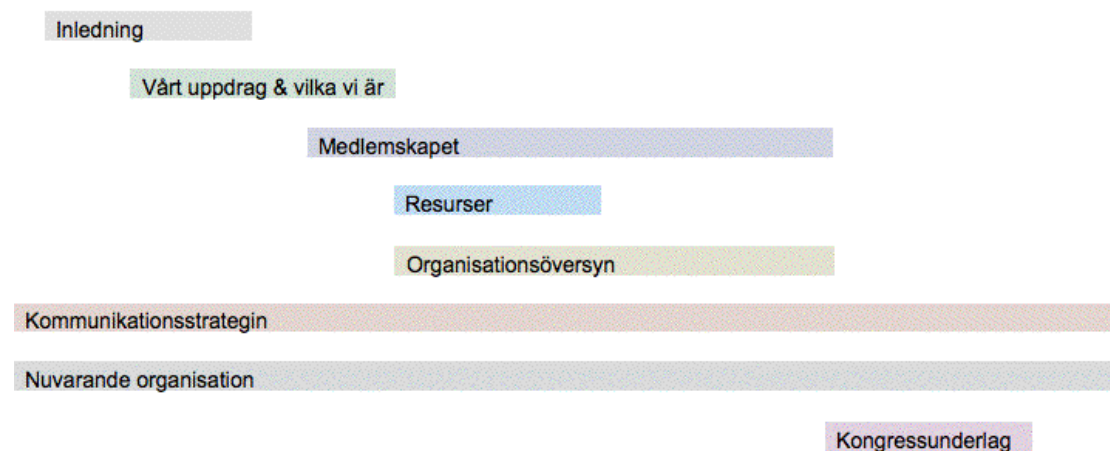 Inledning
Vårt uppdrag & vilka vi är
Medlemskapet
Resurser
Organisationsöversyn
Kommunikationsstrategin
Nuvarande organisation
Kongressunderlag